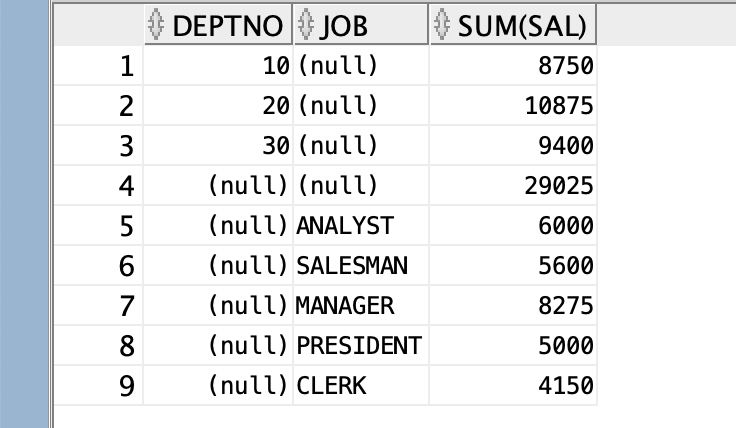 DEPTNO JOB SUM(SAL)
1 10 (null) 8750
2 20 (null) 10875
3 30 (null) 9400
4 (null) (null) 29025
5 (null) ANALYST 6000
6 (null) SALESMAN 5600
7 (null) MANAGER 8275
8 (null) PRESIDENT 5000
9 (null) CLERK 4150